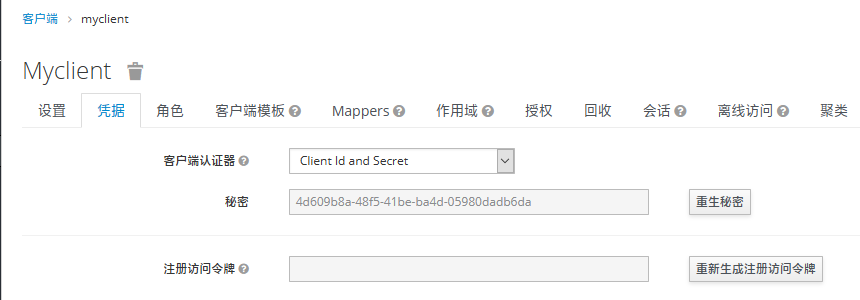 客户端 › myclient
Myclient
设置 凭据 角色 客户端模板 ? Mappers ? 作用域 ? 授权 回收 会话 ? 离线访问 ? 聚类
客户端认证器 ? Client Id and Secret
秘密 4d609b8a-48f5-41be-ba4d-05980dadb6da 重生秘密
注册访问令牌 ? 重新生成注册访问令牌